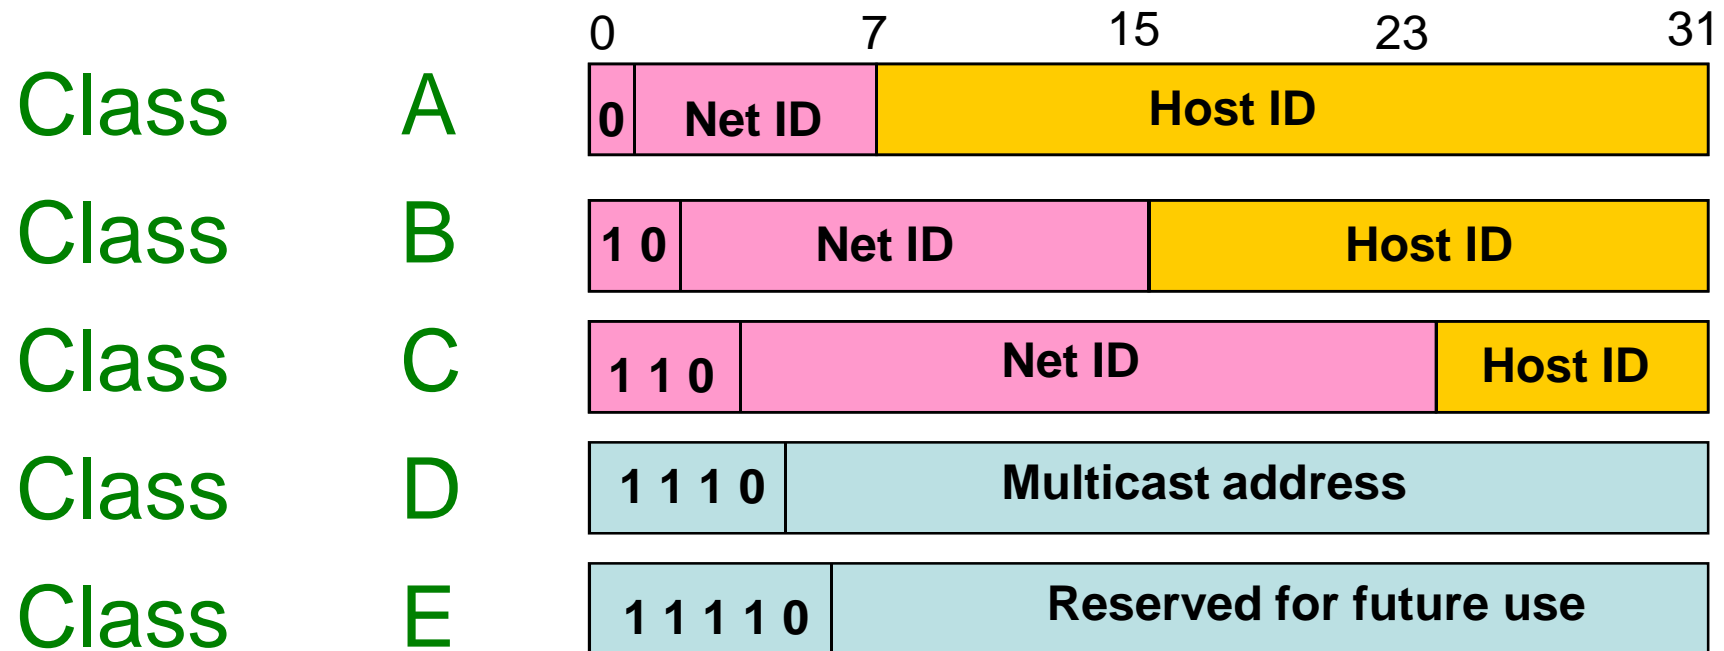 0 7 15 23 31
Class A 0 Net ID Host ID
Class B 1 0 Net ID Host ID
Class C 1 1 0 Net ID Host ID
Class D 1 1 1 0 Multicast address
Class E 1 1 1 1 0 Reserved for future use